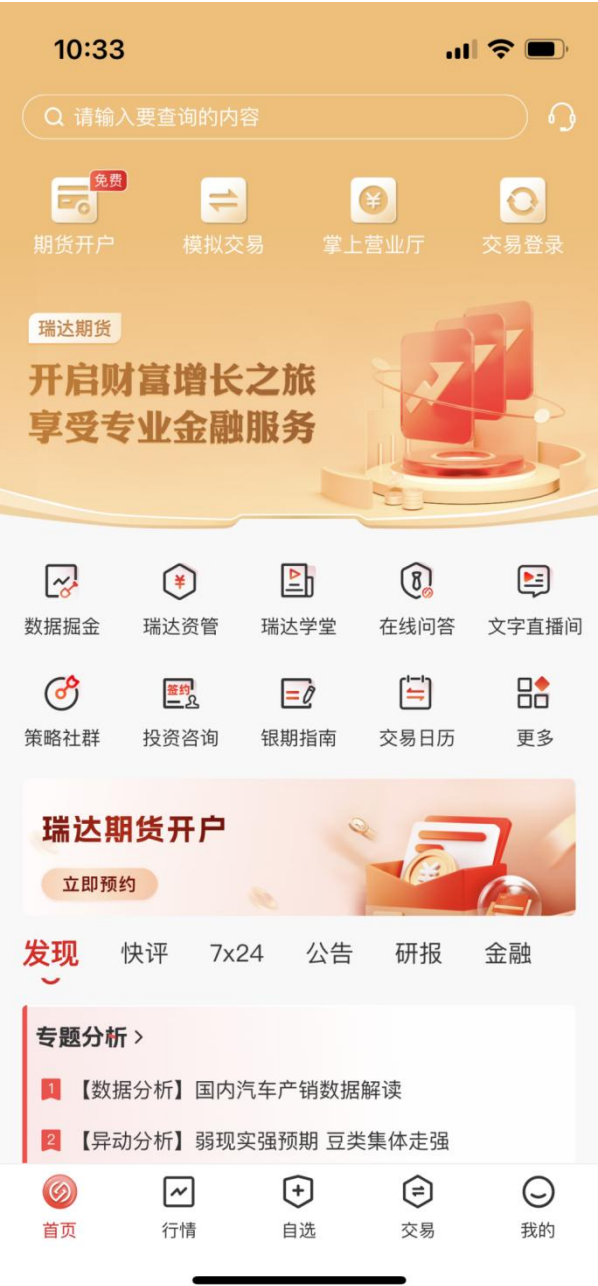 10:33
请输入要查询的内容
免费
期货开户 模拟交易 掌上营业厅 交易登录
瑞达期货
开启财富增长之旅
享受专业金融服务
¥
数据掘金 瑞达资管 瑞达学堂 在线问答 文字直播间
签约
策略社群 投资咨询 银期指南 交易日历 更多
瑞达期货开户
立即预约
发现 快评 7x24 公告 研报 金融
专题分析 >
1 【数据分析】国内汽车产销数据解读
2 【异动分析】弱现实强预期 豆类集体走强
首页 行情 自选 交易 我的